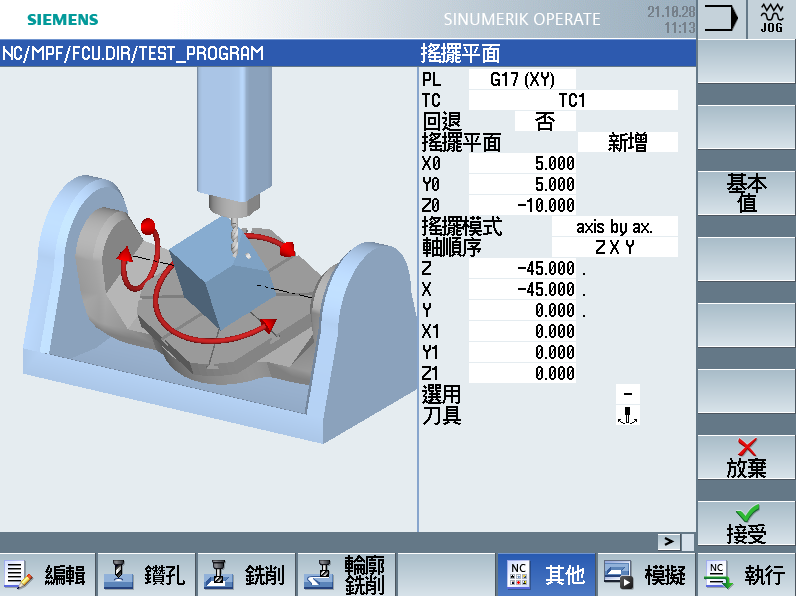 SIEMENS
SINUMERIK OPERATE
21.10.28
11:13
JOG
NC/MPF/FCU.DIR/TEST_PROGRAM
搖擺平面
PL G17 (XY)
TC TC1
回退 否
搖擺平面 新增
X0 5.000
Y0 5.000
Z0 -10.000
搖擺模式 axis by ax.
軸順序 Z X Y
Z -45.000 .
X -45.000 .
Y 0.000 .
X1 0.000
Y1 0.000
Z1 0.000
選用 -
刀具
基本
值
放棄
接受
>
編輯
鑽孔
銑削
輪廓
銑削
NC
其他
模擬
NC
執行